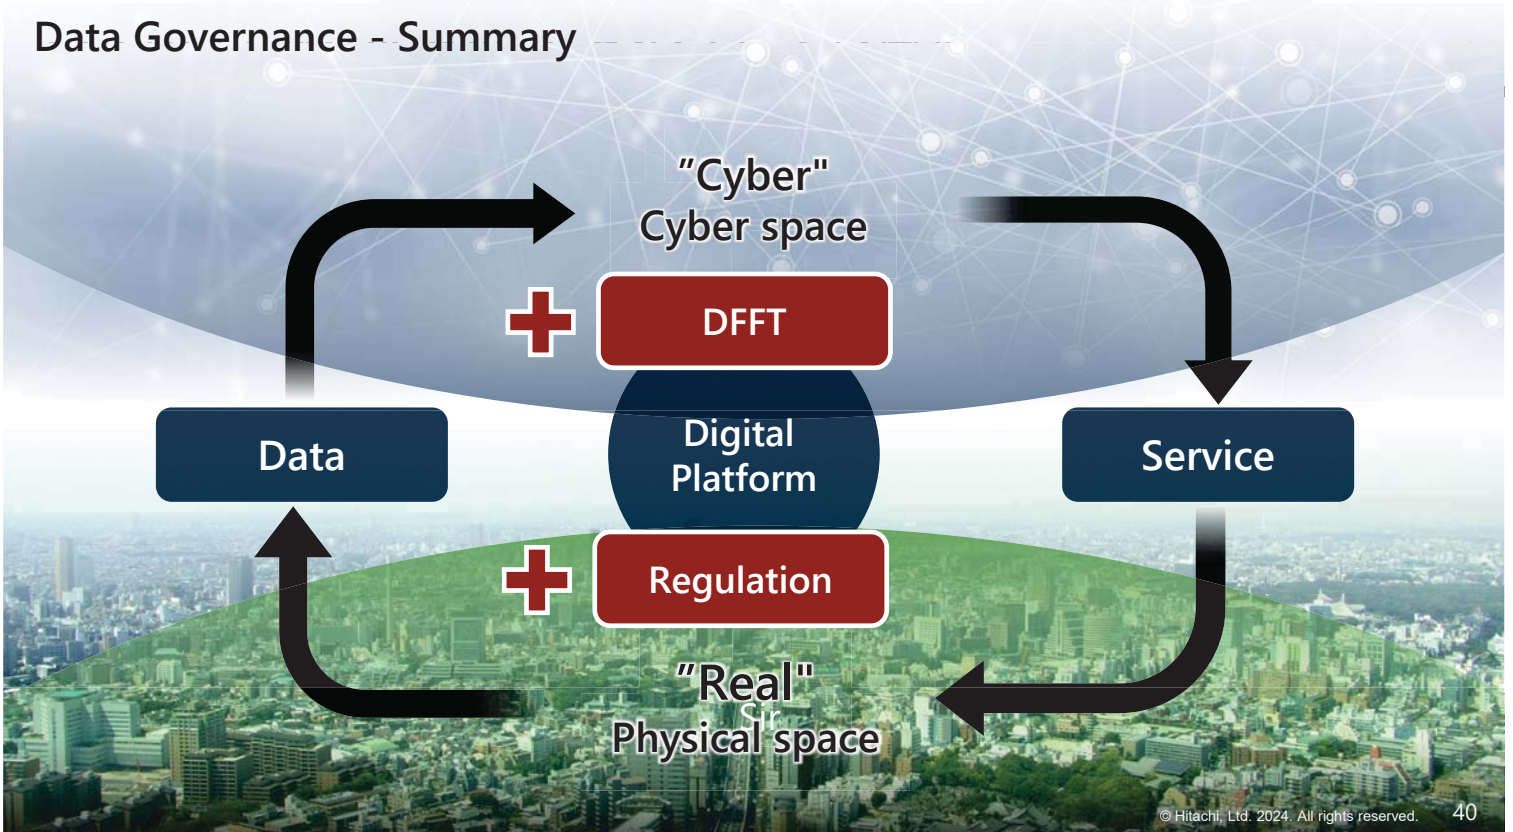 Data Governance - Summary
″Cyber"
Cyber space
DFFT
Data
Digital
Platform
Service
Regulation
″Real"
Sır
Physical space
© Hitachi, Ltd. 2024. All rights reserved.
40